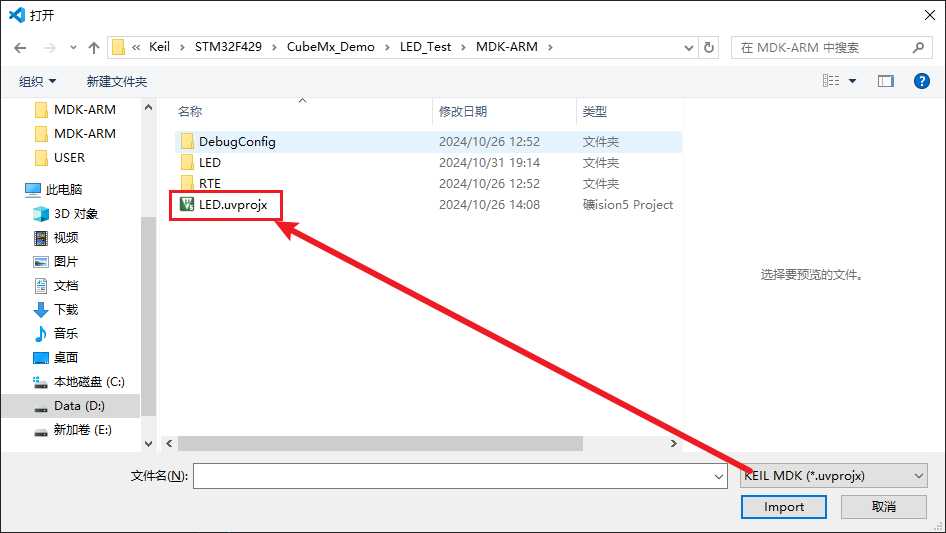 打开
« Keil › STM32F429 › CubeMx_Demo › LED_Test › MDK-ARM ›
在 MDK-ARM 中搜索
组织 新建文件夹
MDK-ARM
MDK-ARM
USER
此电脑
3D 对象
视频
图片
文档
下载
音乐
桌面
本地磁盘 (C:)
Data (D:)
新加卷 (E:)
名称 修改日期 类型
DebugConfig 2024/10/26 12:52 文件夹
LED 2024/10/31 19:14 文件夹
RTE 2024/10/26 12:52 文件夹
LED.uvprojx 2024/10/26 14:08 礦ision5 Project
选择要预览的文件。
文件名(N):
KEIL MDK (*.uvprojx)
Import 取消